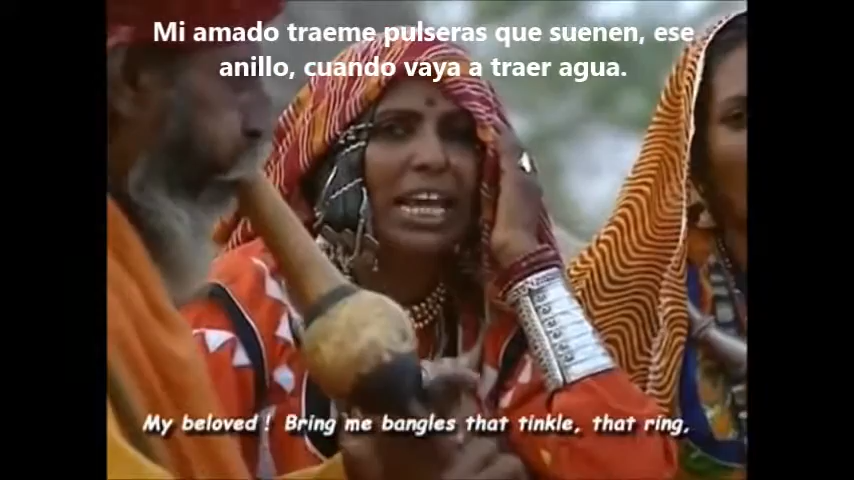 Mi amado traeme pulseras que suenen, ese
anillo, cuando vaya a traer agua.
My beloved ! Bring me bangles that tinkle, that ring,